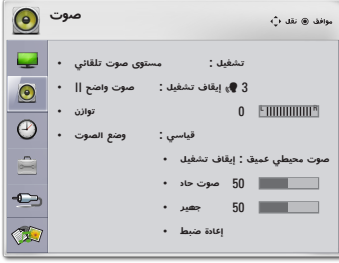 صوت
موافق ◉ نقل
• مستوى صوت تلقائي : تشغيل
• صوت واضح II : إيقاف تشغيل 3
• توازن 0 L R
• وضع الصوت : قياسي
• صوت محيطي عميق : إيقاف تشغيل
• صوت حاد 50
• جهير 50
• إعادة ضبط